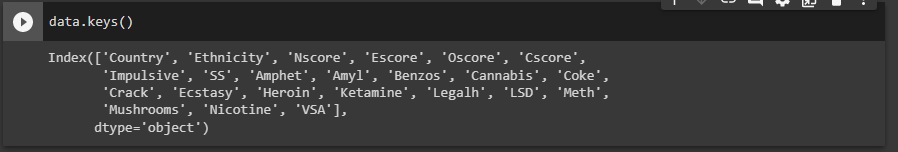 data.keys()
Index(['Country', 'Ethnicity', 'Nscore', 'Escore', 'Oscore', 'Cscore',
'Impulsive', 'SS', 'Amphet', 'Amyl', 'Benzos', 'Cannabis', 'Coke',
'Crack', 'Ecstasy', 'Heroin', 'Ketamine', 'Legalh', 'LSD', 'Meth',
'Mushrooms', 'Nicotine', 'VSA'],
dtype='object')